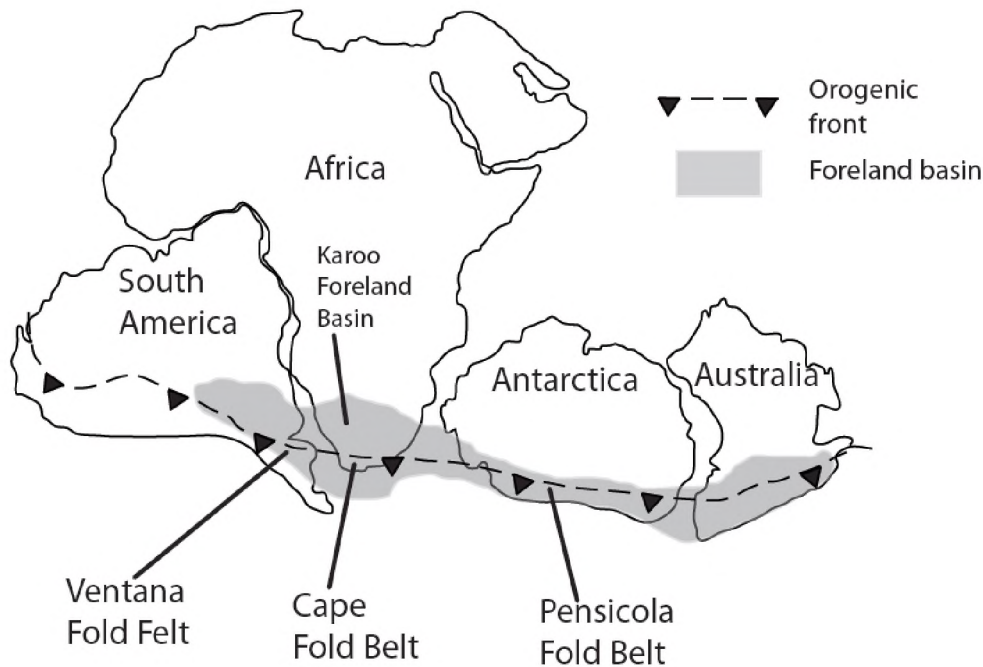 Orogenic
front
Foreland basin
Africa
Karoo
Foreland
Basin
South
America
Antarctica
Australia
Ventana
Fold Felt
Cape
Fold Belt
Pensicola
Fold Belt